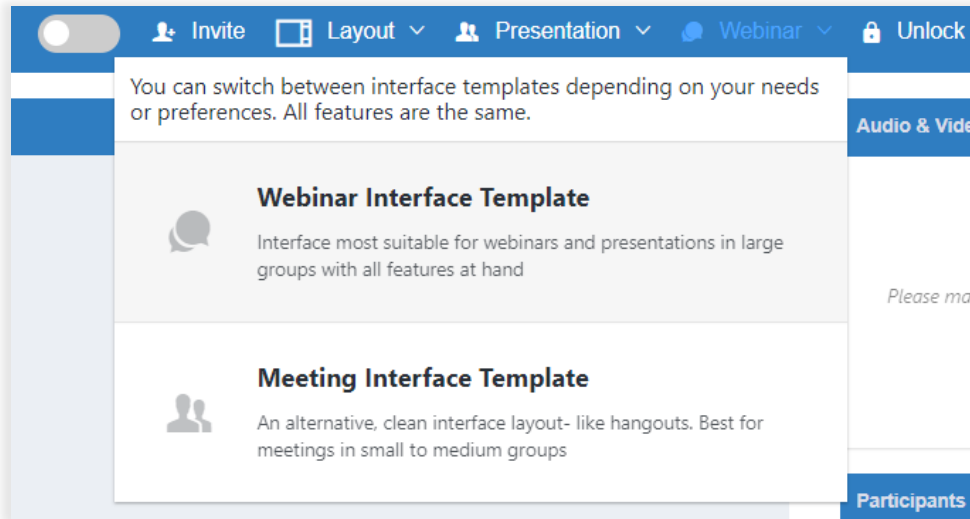 Invite Layout Presentation Webinar Unlock
You can switch between interface templates depending on your needs
or preferences. All features are the same.
Audio & Vide
Webinar Interface Template
Interface most suitable for webinars and presentations in large
groups with all features at hand
Please ma
Meeting Interface Template
An alternative, clean interface layout- like hangouts. Best for
meetings in small to medium groups
Participants